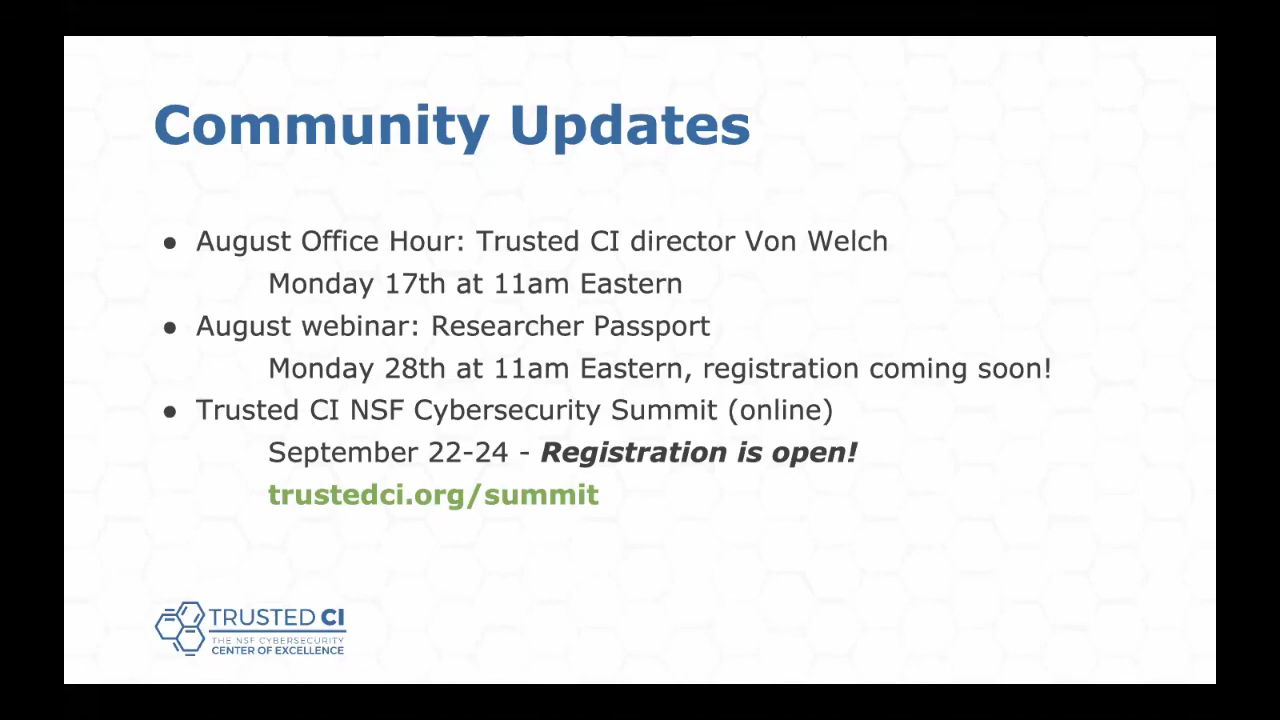 Community Updates
● August Office Hour: Trusted CI director Von Welch
Monday 17th at 11am Eastern
● August webinar: Researcher Passport
Monday 28th at 11am Eastern, registration coming soon!
● Trusted CI NSF Cybersecurity Summit (online)
September 22-24 - Registration is open!
trustedci.org/summit
TRUSTED CI
THE NSF CYBERSECURITY
CENTER OF EXCELLENCE